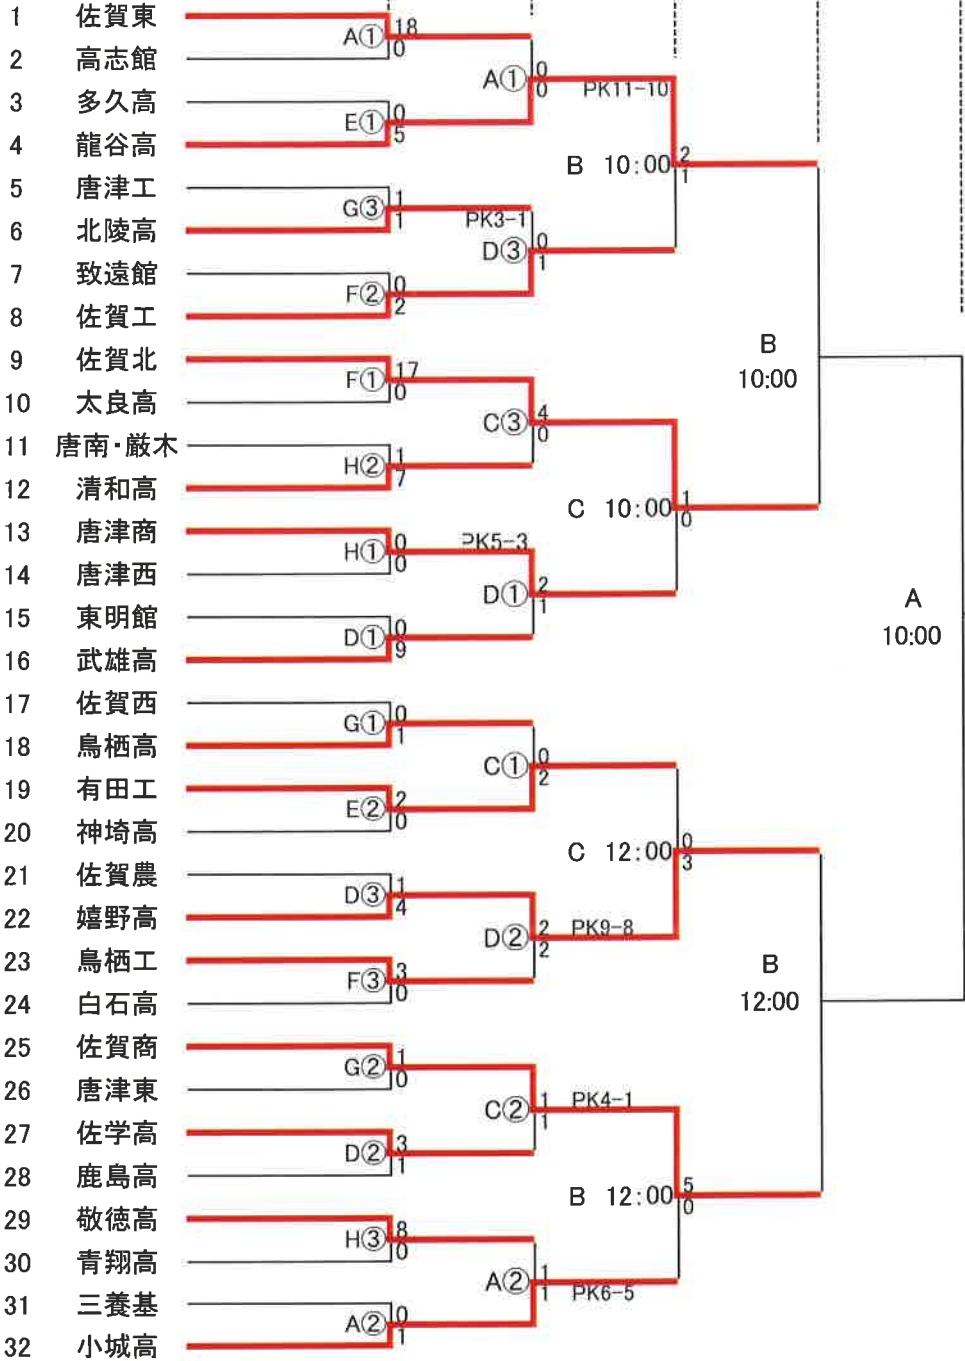 1 佐賀東
A① 18
0
2 高志館
A① 0
0 PK11-10
3 多久高
E① 0
5
4 龍谷高
B 10:00 2
1
5 唐津工
G③ 1
1 PK3-1
6 北陵高
D③ 0
1
7 致遠館
F② 0
2
8 佐賀工
B
10:00
9 佐賀北
F① 17
0
10 太良高
C③ 4
0
11 唐南・厳木
H② 1
7
12 清和高
C 10:00 1
0
13 唐津商
H① 0
0 PK5-3
14 唐津西
D① 2
1
15 東明館
D① 0
9
16 武雄高
A
10:00
17 佐賀西
G① 0
1
18 鳥栖高
C① 0
2
19 有田工
E② 2
0
20 神埼高
C 12:00 0
3
21 佐賀農
D③ 1
4
22 嬉野高
D② 2
2 PK9-8
23 鳥栖工
F③ 3
0
24 白石高
B
12:00
25 佐賀商
G② 1
0
26 唐津東
C② 1
1 PK4-1
27 佐学高
D② 3
1
28 鹿島高
B 12:00 5
0
29 敬徳高
H③ 8
0
30 青翔高
A② 1
1 PK6-5
31 三養基
A② 0
1
32 小城高